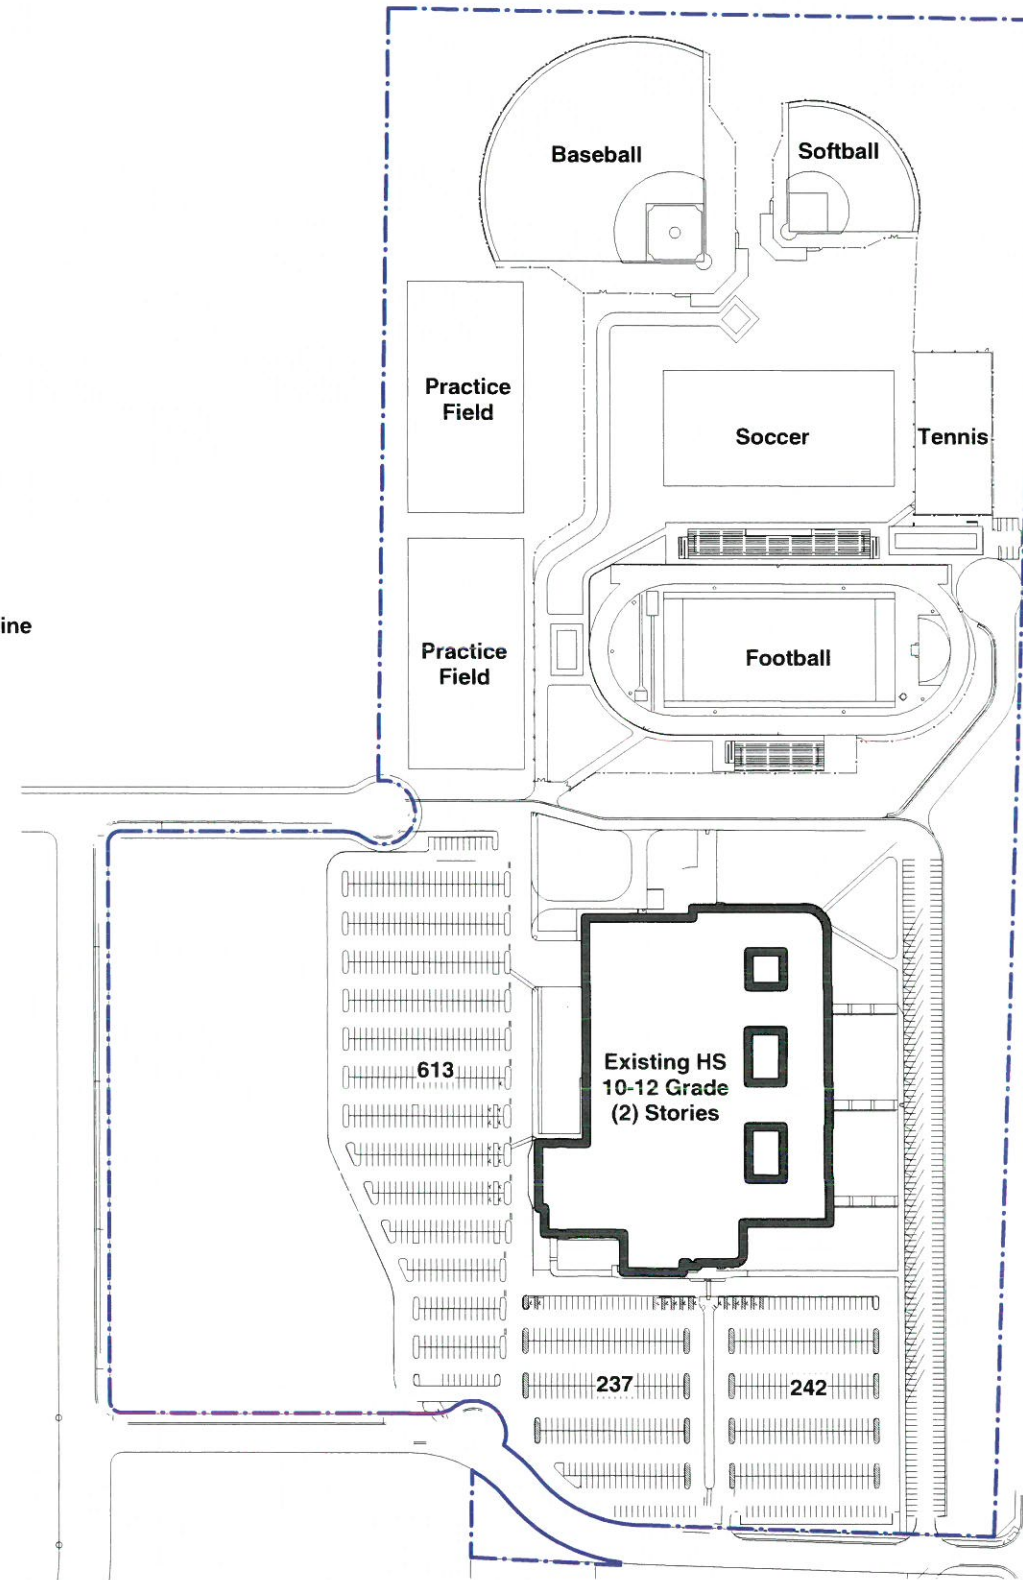 Baseball
Softball
Practice
Field
Soccer
Tennis
ine
Practice
Field
Football
613
Existing HS
10-12 Grade
(2) Stories
237
242